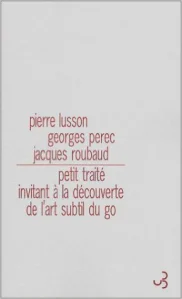 pierre lusson
georges perec
jacques roubaud
petit traité
invitant à la découverte
de l'art subtil du go